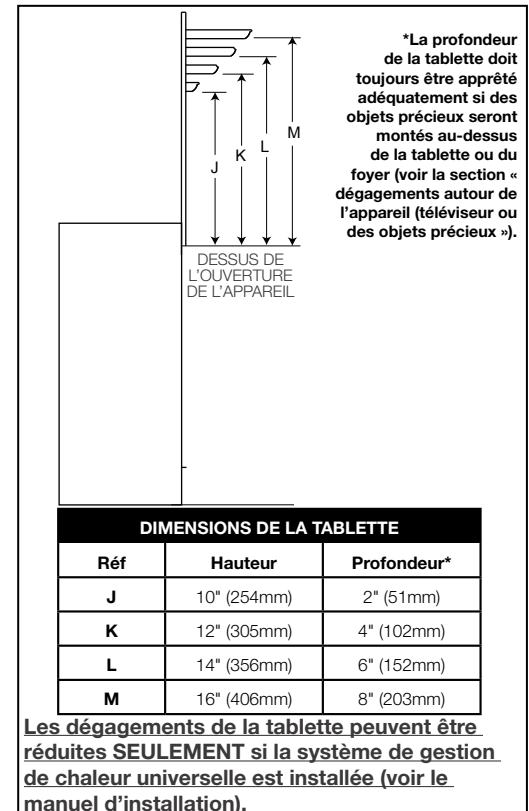 *La profondeur
de la tablette doit
toujours être apprêté
adéquatement si des
objets précieux seront
montés au-dessus
de la tablette ou du
foyer (voir la section «
dégagements autour de
l'appareil (téléviseur ou
des objets précieux »).
M
L
K
J
DESSUS DE
L'OUVERTURE
DE L'APPAREIL
DIMENSIONS DE LA TABLETTE
Réf Hauteur Profondeur*
J 10" (254mm) 2" (51mm)
K 12" (305mm) 4" (102mm)
L 14" (356mm) 6" (152mm)
M 16" (406mm) 8" (203mm)
Les dégagements de la tablette peuvent être
réduites SEULEMENT si la système de gestion
de chaleur universelle est installée (voir le
manuel d'installation).